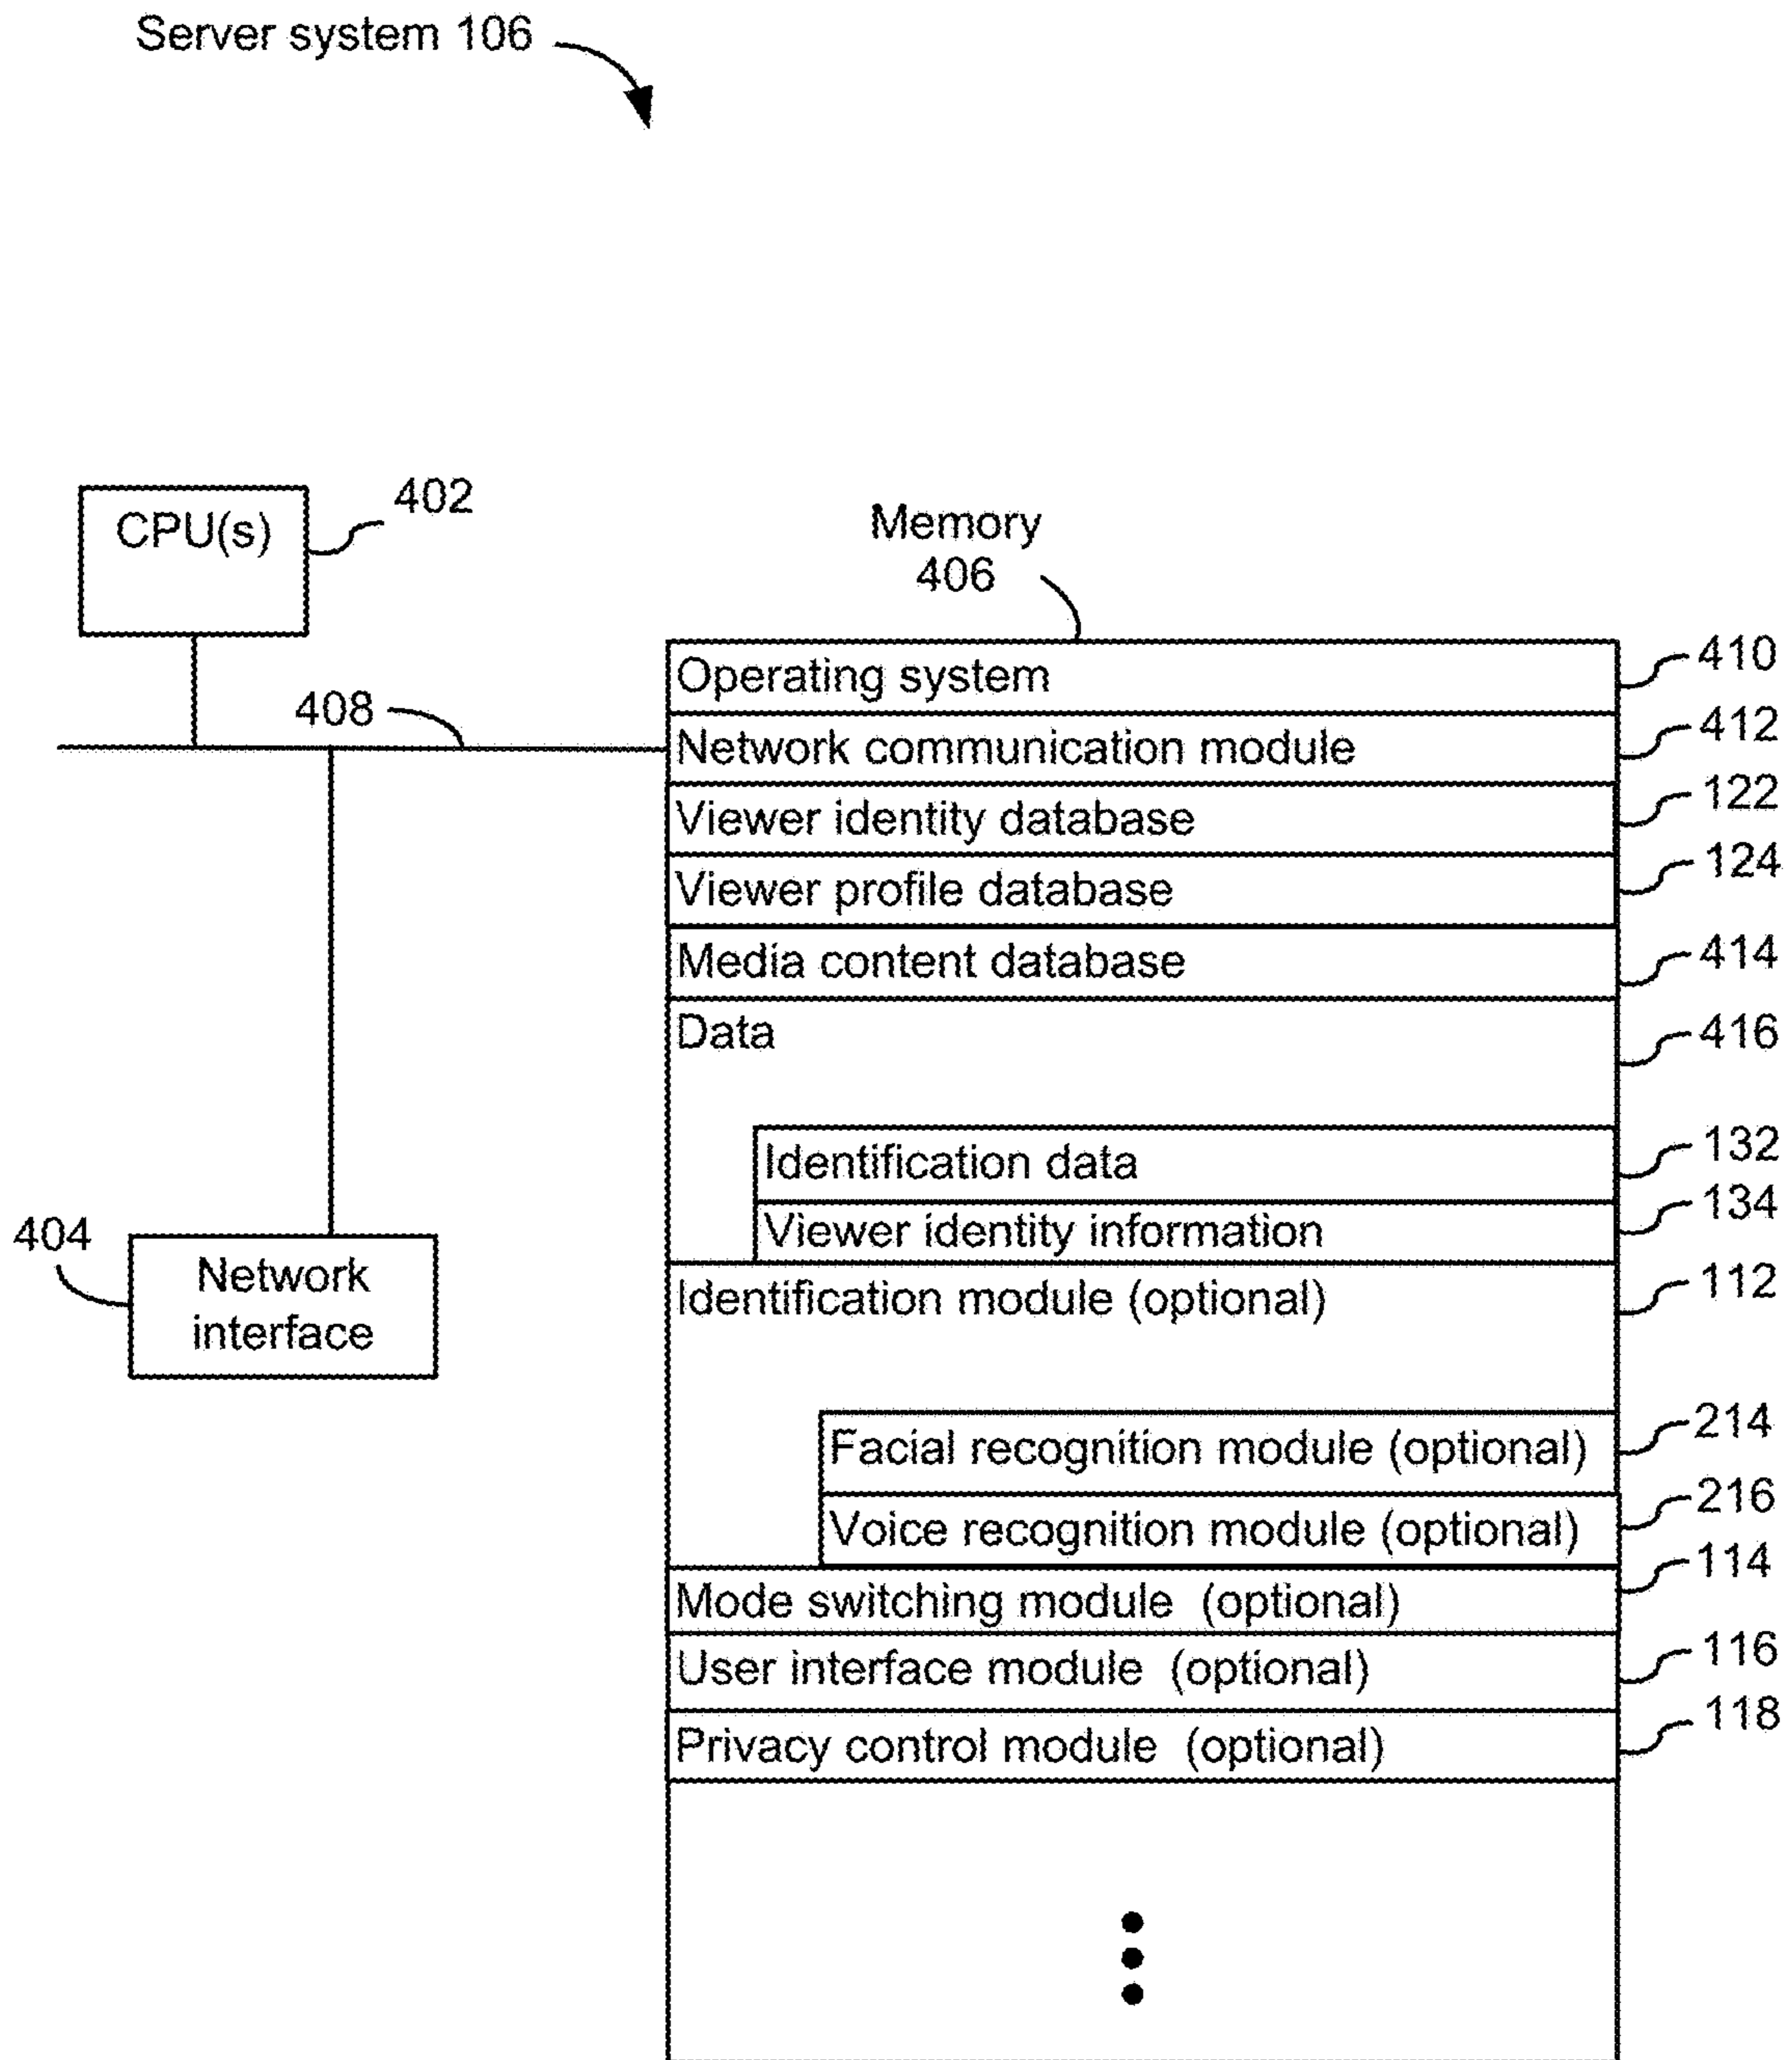 Server system 106
CPU(s)
402
Memory
406
408
Operating system
410
Network communication module
412
Viewer identity database
122
Viewer profile database
124
Media content database
414
Data
416
Identification data
132
Viewer identity information
134
404
Network
interface
Identification module (optional)
112
Facial recognition module (optional)
214
Voice recognition module (optional)
216
Mode switching module (optional)
114
User interface module (optional)
116
Privacy control module (optional)
118